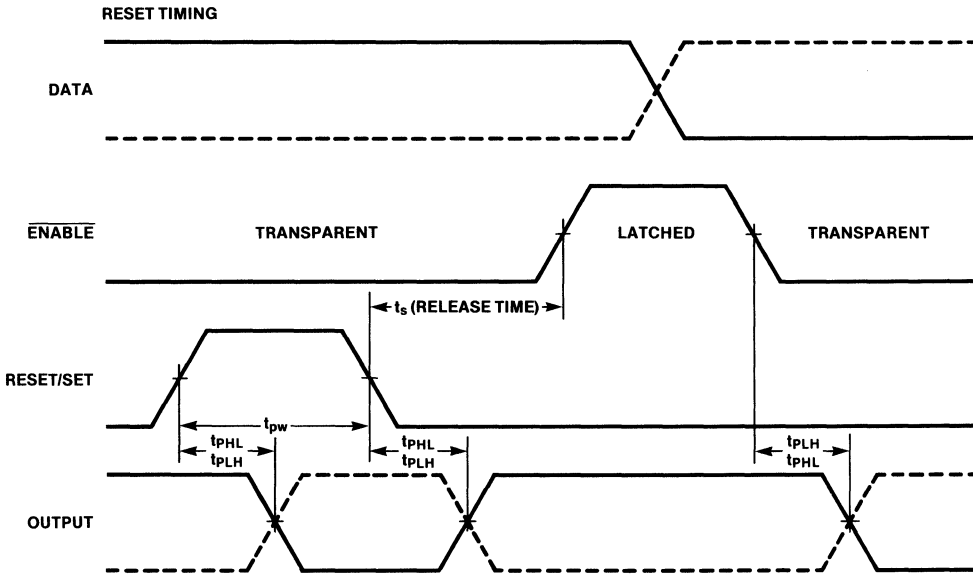 RESET TIMING
DATA
ENABLE
TRANSPARENT
LATCHED
TRANSPARENT
ts (RELEASE TIME)
RESET/SET
tpw
tPHL
tPLH
tPHL
tPLH
tPLH
tPHL
OUTPUT